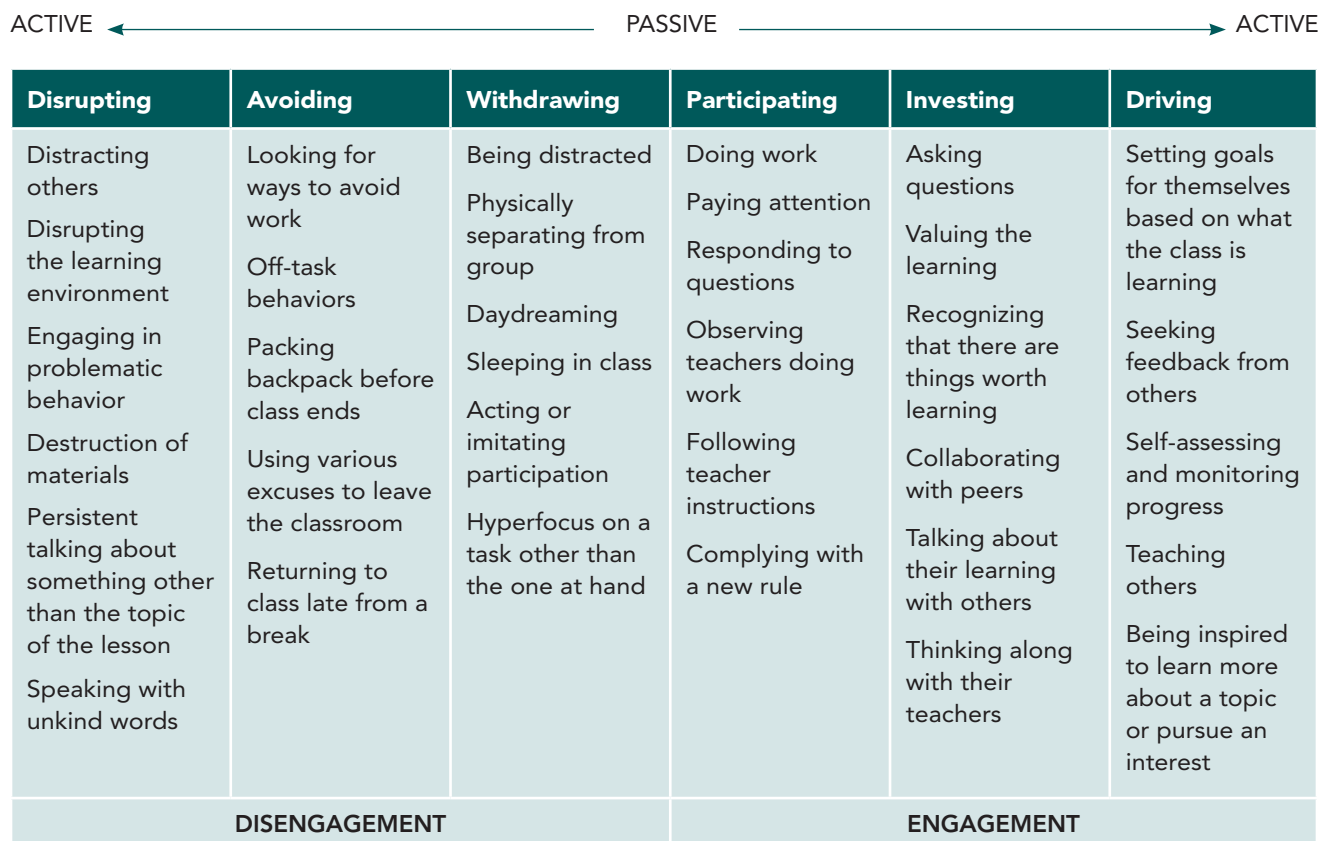 ACTIVE PASSIVE ACTIVE
Disrupting
Distracting
others
Disrupting
the learning
environment
Engaging in
problematic
behavior
Destruction of
materials
Persistent
talking about
something other
than the topic
of the lesson
Speaking with
unkind words
Avoiding
Looking for
ways to avoid
work
Off-task
behaviors
Packing
backpack before
class ends
Using various
excuses to leave
the classroom
Returning to
class late from a
break
Withdrawing
Being distracted
Physically
separating from
group
Daydreaming
Sleeping in class
Acting or
imitating
participation
Hyperfocus on a
task other than
the one at hand
Participating
Doing work
Paying attention
Responding to
questions
Observing
teachers doing
work
Following
teacher
instructions
Complying with
a new rule
Investing
Asking
questions
Valuing the
learning
Recognizing
that there are
things worth
learning
Collaborating
with peers
Talking about
their learning
with others
Thinking along
with their
teachers
Driving
Setting goals
for themselves
based on what
the class is
learning
Seeking
feedback from
others
Self-assessing
and monitoring
progress
Teaching
others
Being inspired
to learn more
about a topic
or pursue an
interest
DISENGAGEMENT
ENGAGEMENT